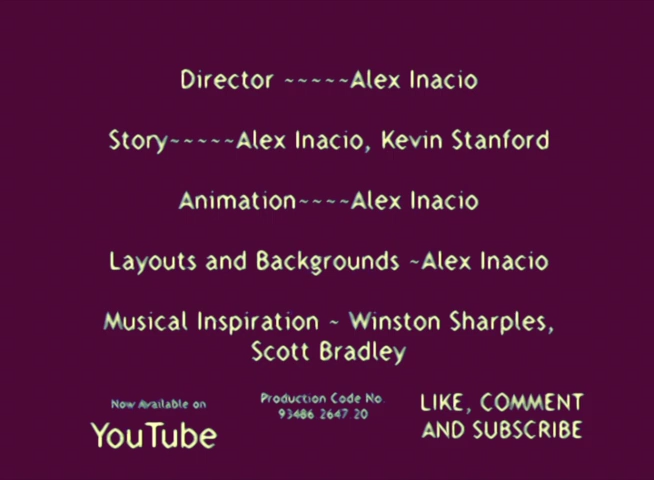 Director ~~~~~Alex Inacio
Story~~~~~Alex Inacio, Kevin Stanford
Animation~~~~Alex Inacio
Layouts and Backgrounds ~Alex Inacio
Musical Inspiration ~ Winston Sharples,
Scott Bradley
Now Available on
YouTube
Production Code No.
93486 2647 20
LIKE, COMMENT
AND SUBSCRIBE